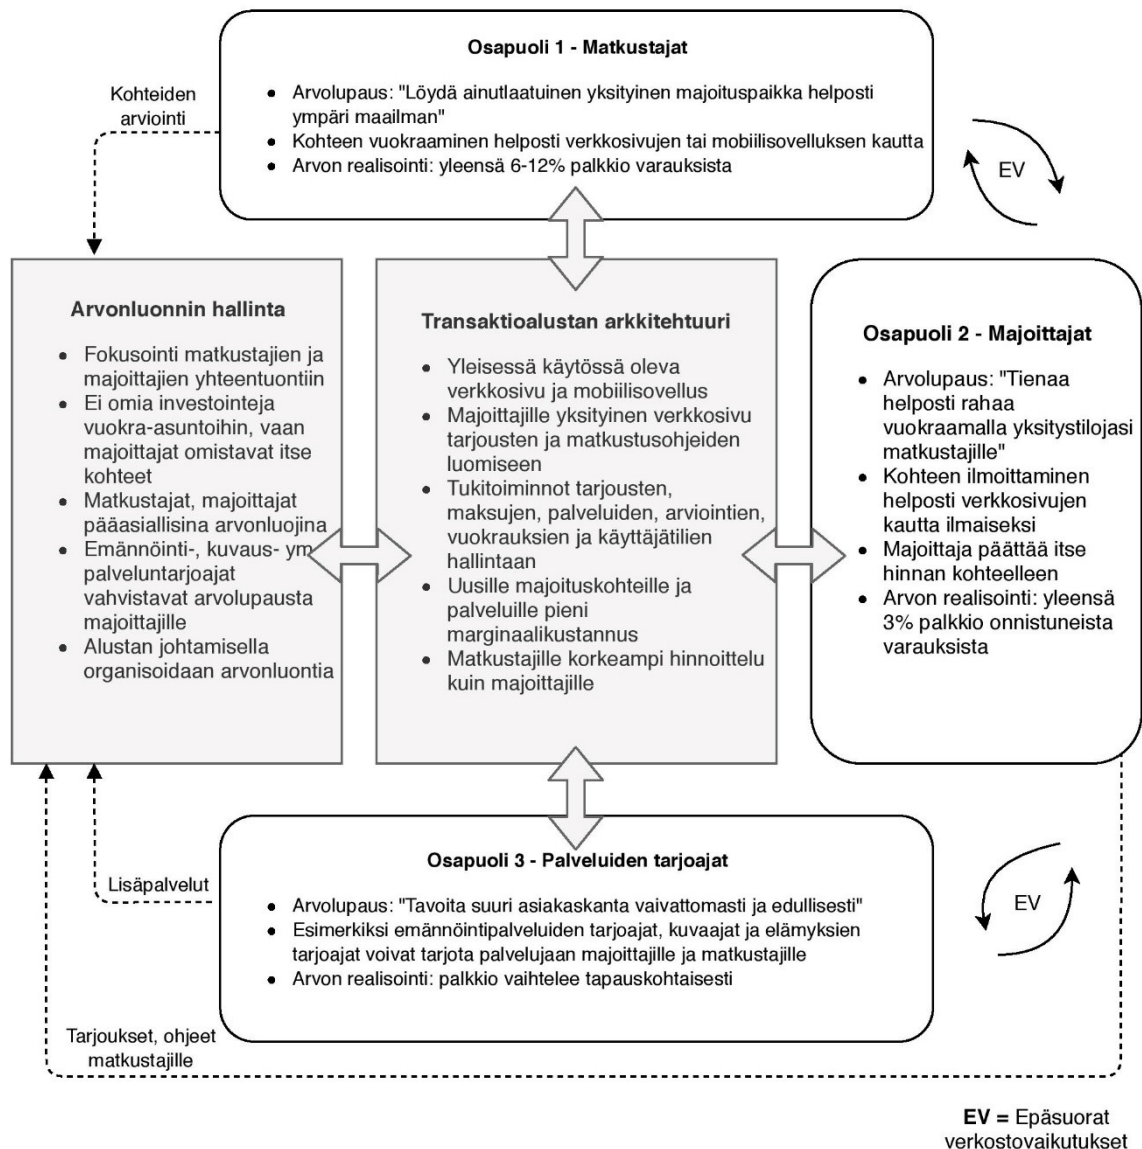 Osapuoli 1 - Matkustajat
• Arvolupaus: "Löydä ainutlaatuinen yksityinen majoituspaikka helposti
ympäri maailman"
• Kohteen vuokraaminen helposti verkkosivujen tai mobiilisovelluksen kautta
• Arvon realisointi: yleensä 6-12% palkkio varauksista
Kohteiden
arviointi
EV
Arvonluonnin hallinta
• Fokusointi matkustajien ja
majoittajien yhteentuontiin
• Ei omia investointeja
vuokra-asuntoihin, vaan
majoittajat omistavat itse
kohteet
• Matkustajat, majoittajat
pääasiallisina arvonluojina
• Emännöinti-, kuvaus- ym
palveluntarjoajat
vahvistavat arvolupausta
majoittajille
• Alustan johtamisella
organisoidaan arvonluontia
Transaktioalustan arkkitehtuuri
• Yleisessä käytössä oleva
verkkosivu ja mobiilisovellus
• Majoittajille yksityinen verkkosivu
tarjousten ja matkustusohjeiden
luomiseen
• Tukitoiminnot tarjousten,
maksujen, palveluiden, arviointien,
vuokrauksien ja käyttäjätilien
hallintaan
• Uusille majoituskohteille ja
palveluille pieni
marginaalikustannus
• Matkustajille korkeampi hinnoittelu
kuin majoittajille
Osapuoli 2 - Majoittajat
• Arvolupaus: "Tienaa
helposti rahaa
vuokraamalla yksitystilojasi
matkustajille"
• Kohteen ilmoittaminen
helposti verkkosivujen
kautta ilmaiseksi
• Majoittaja päättää itse
hinnan kohteelleen
• Arvon realisointi: yleensä
3% palkkio onnistuneista
varauksista
Osapuoli 3 - Palveluiden tarjoajat
• Arvolupaus: "Tavoita suuri asiakaskanta vaivattomasti ja edullisesti"
• Esimerkiksi emännöintipalveluiden tarjoajat, kuvaajat ja elämyksien
tarjoajat voivat tarjota palvelujaan majoittajille ja matkustajille
• Arvon realisointi: palkkio vaihtelee tapauskohtaisesti
Lisäpalvelut
EV
Tarjoukset, ohjeet
matkustajille
EV = Epäsuorat
verkostovaikutukset